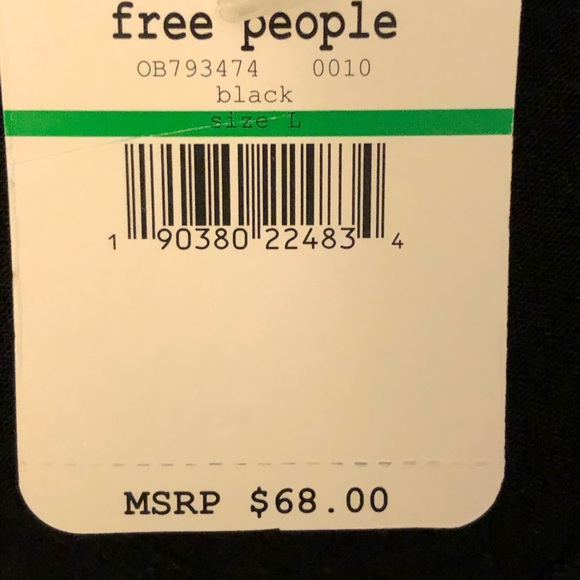 free people
OB793474 0010
black
size L
1 90380 22483 4
MSRP $68.00